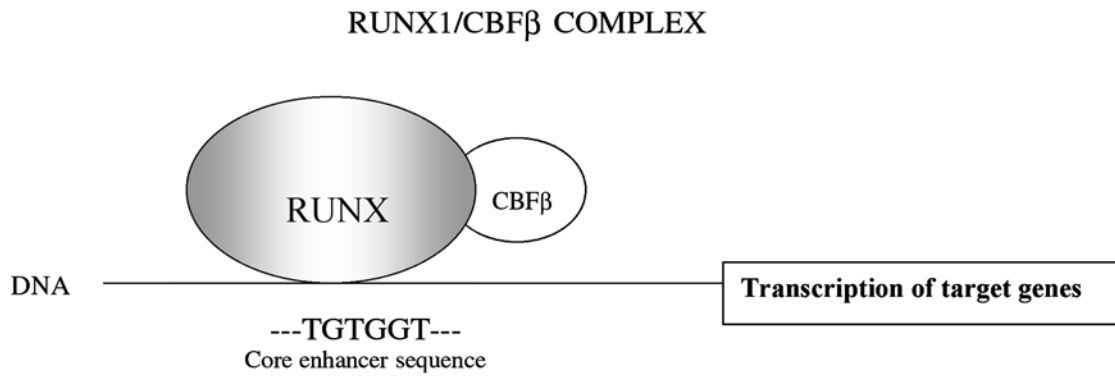 RUNX1/CBFβ COMPLEX
RUNX
CBFβ
DNA
Transcription of target genes
---TGTGGT---
Core enhancer sequence